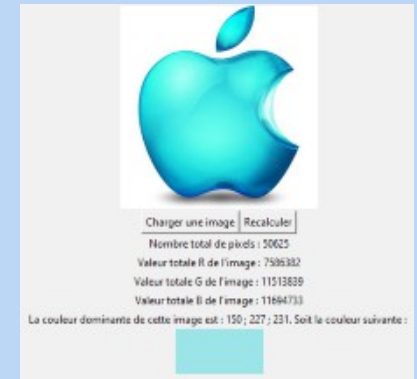 Charger une image Recalculer
Nombre total de pixels : 50625
Valeur totale R de l'image : 7586382
Valeur totale G de l'image : 11513839
Valeur totale B de l'image : 11694733
La couleur dominante de cette image est : 150 ; 227 ; 231. Soit la couleur suivante :